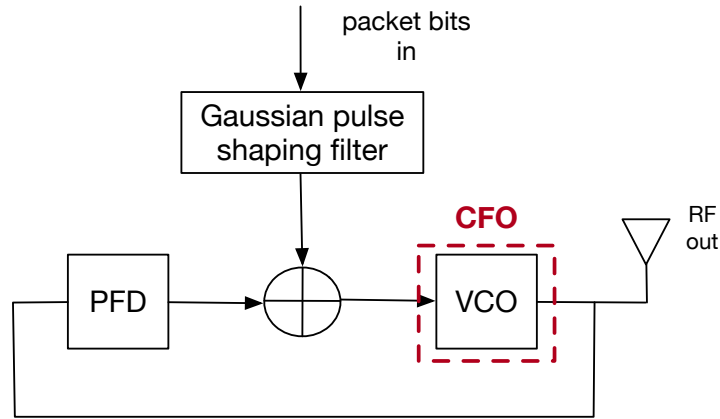 packet bits
in
Gaussian pulse
shaping filter
CFO
RF
out
PFD
VCO